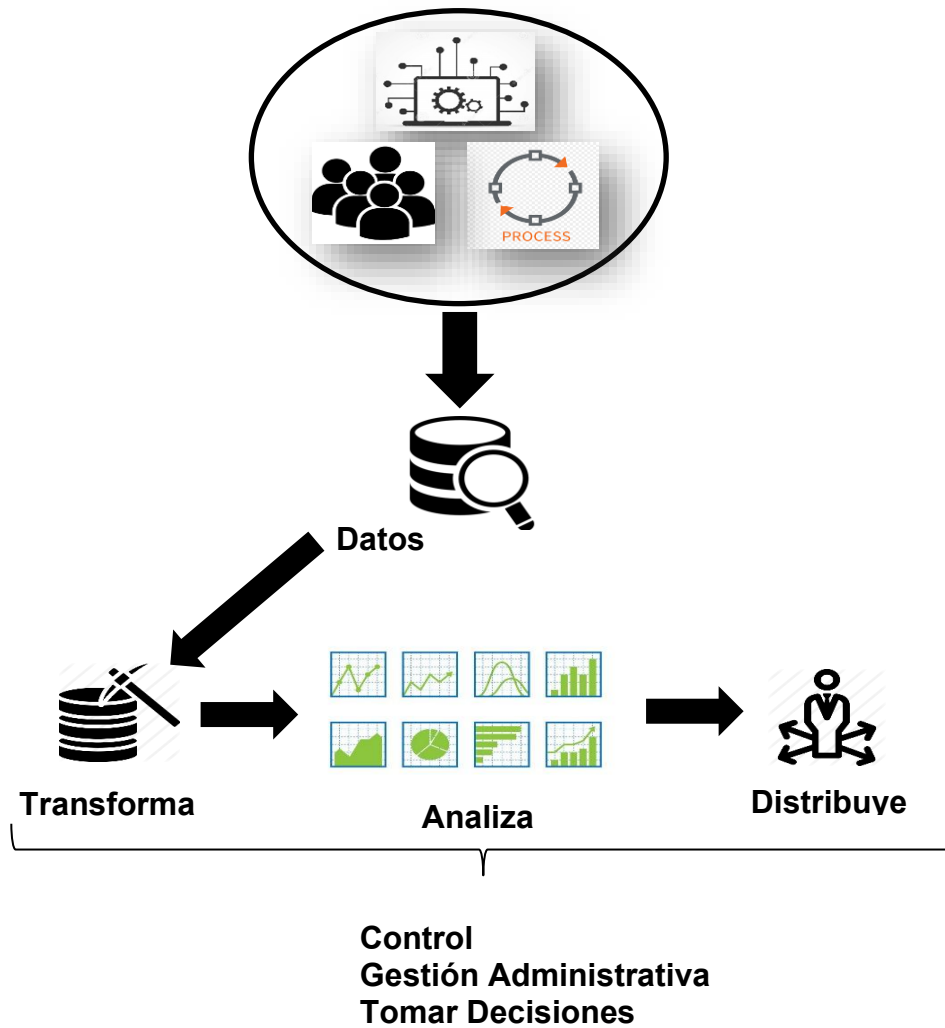 PROCESS
Datos
Transforma
Analiza
Distribuye
Control
Gestión Administrativa
Tomar Decisiones